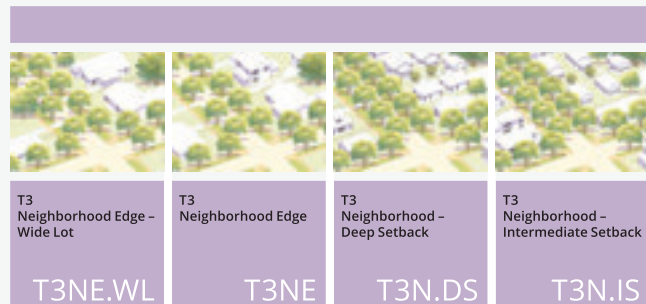 T3
Neighborhood Edge –
Wide Lot
T3NE.WL
T3
Neighborhood Edge
T3NE
T3
Neighborhood –
Deep Setback
T3N.DS
T3
Neighborhood –
Intermediate Setback
T3N.IS